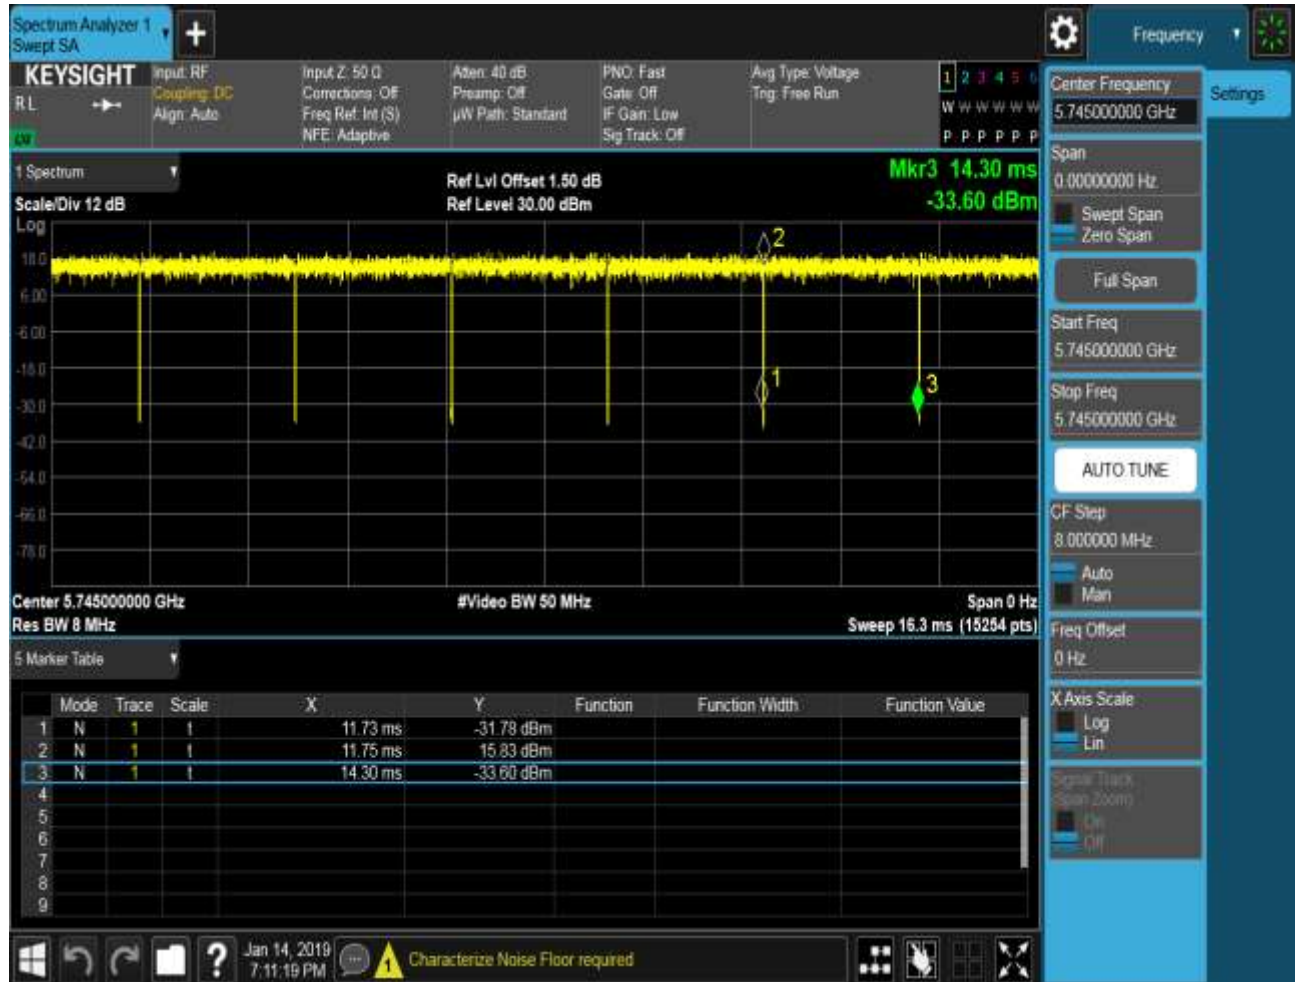 Spectrum Analyzer 1
Swept SA
Frequency
KEYSIGHT
R L
Input: RF
Coupling: DC
Align: Auto
Input Z: 50 Ω
Corrections: Off
Freq Ref: Int (S)
NFE: Adaptive
Atten: 40 dB
Preamp: Off
µW Path: Standard
PNO: Fast
Gate: Off
IF Gain: Low
Sig Track: Off
Avg Type: Voltage
Trig: Free Run
1 2 3 4 5 6
W W W W W W
P P P P P P
1 Spectrum
Scale/Div 12 dB
Ref Lvl Offset 1.50 dB
Ref Level 30.00 dBm
Mkr3 14.30 ms
-33.60 dBm
Log
18.0
6.00
-6.00
-18.0
-30.0
-42.0
-54.0
-66.0
-78.0
2
1
3
Center 5.745000000 GHz
Res BW 8 MHz
#Video BW 50 MHz
Span 0 Hz
Sweep 16.3 ms (15254 pts)
5 Marker Table
Mode Trace Scale X Y Function Function Width Function Value
1 N 1 t 11.73 ms -31.78 dBm
2 N 1 t 11.75 ms 15.83 dBm
3 N 1 t 14.30 ms -33.60 dBm
4
5
6
7
8
9
Jan 14, 2019
7:11:19 PM
Characterize Noise Floor required
Center Frequency
5.745000000 GHz
Settings
Span
0.00000000 Hz
Swept Span
Zero Span
Full Span
Start Freq
5.745000000 GHz
Stop Freq
5.745000000 GHz
AUTO TUNE
CF Step
8.000000 MHz
Auto
Man
Freq Offset
0 Hz
X Axis Scale
Log
Lin
Signal Track
(Span Zoom)
On
Off